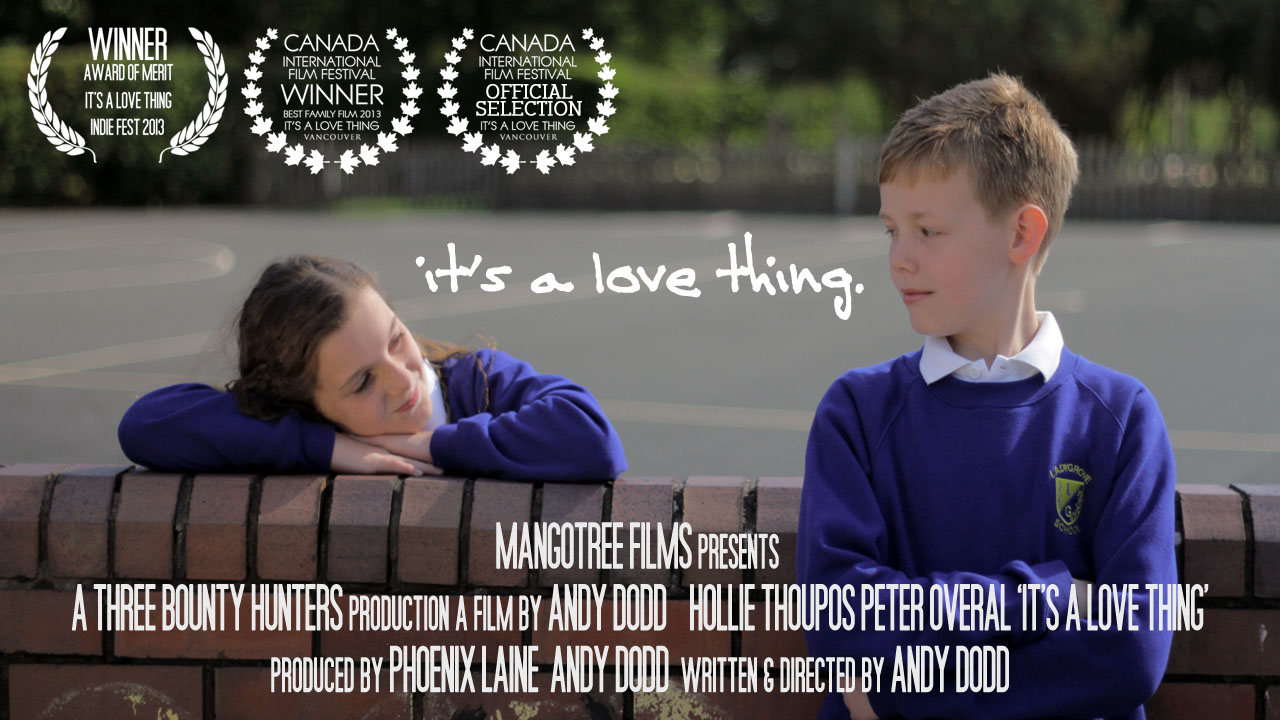 WINNER
AWARD OF MERIT
IT'S A LOVE THING
INDIE FEST 2013
CANADA
INTERNATIONAL
FILM FESTIVAL
WINNER
BEST FAMILY FILM 2013
IT'S A LOVE THING
VANCOUVER
CANADA
INTERNATIONAL
FILM FESTIVAL
OFFICIAL
SELECTION
IT'S A LOVE THING
VANCOUVER
it's a love thing.
LADYGROVE
SCHOOL
MANGOTREE FILMS PRESENTS
A THREE BOUNTY HUNTERS PRODUCTION A FILM BY ANDY DODD HOLLIE THOUPOS PETER OVERAL 'IT'S A LOVE THING'
PRODUCED BY PHOENIX LAINE ANDY DODD WRITTEN & DIRECTED BY ANDY DODD